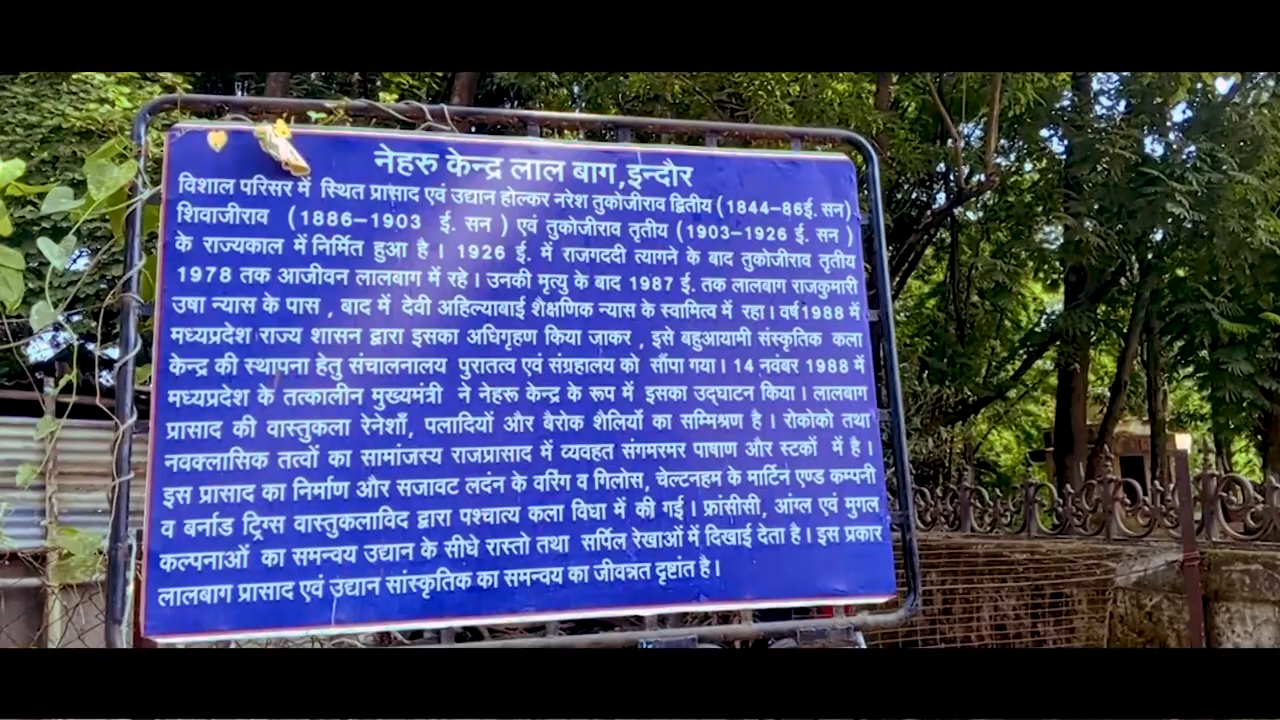 नेहरु केन्द्र लाल बाग,इन्दौर
विशाल परिसर में स्थित प्रासाद एवं उद्यान होल्कर नरेश तुकोजीराव द्वितीय (1844–86ई. सन),
शिवाजीराव (1886–1903 ई. सन ) एवं तुकोजीराव तृतीय (1903–1926 ई. सन )
के राज्यकाल में निर्मित हुआ है । 1926 ई. में राजगददी त्यागने के बाद तुकोजीराव तृतीय
1978 तक आजीवन लालबाग में रहे । उनकी मृत्यु के बाद 1987 ई. तक लालबाग राजकुमारी
उषा न्यास के पास , बाद में देवी अहिल्याबाई शैक्षणिक न्यास के स्वामित्व में रहा । वर्ष1988 में
मध्यप्रदेश राज्य शासन द्वारा इसका अधिगृहण किया जाकर , इसे बहुआयामी संस्कृतिक कला
केन्द्र की स्थापना हेतु संचालनालय पुरातत्व एवं संग्रहालय को सौंपा गया । 14 नवंबर 1988 में
मध्यप्रदेश के तत्कालीन मुख्यमंत्री ने नेहरू केन्द्र के रूप में इसका उद्घाटन किया । लालबाग
प्रासाद की वास्तुकला रेनेशाँ, पलादियों और बैरोक शैलियों का सम्मिश्रण है । रोकोको तथा
नवक्लासिक तत्वों का सामांजस्य राजप्रासाद में व्यवहत संगमरमर पाषाण और स्टकों में है ।
इस प्रासाद का निर्माण और सजावट लदंन के वरिंग व गिलोस, चेल्टनहम के मार्टिन एण्ड कम्पनी
व बर्नाड ट्रिग्स वास्तुकलाविद द्वारा पश्चात्य कला विधा में की गई । फ्रांसीसी, आंग्ल एवं मुगल
कल्पनाओं का समन्वय उद्यान के सीधे रास्तो तथा सर्पिल रेखाओं में दिखाई देता है । इस प्रकार
लालबाग प्रासाद एवं उद्यान सांस्कृतिक का समन्वय का जीवन्नत दृष्टांत है ।